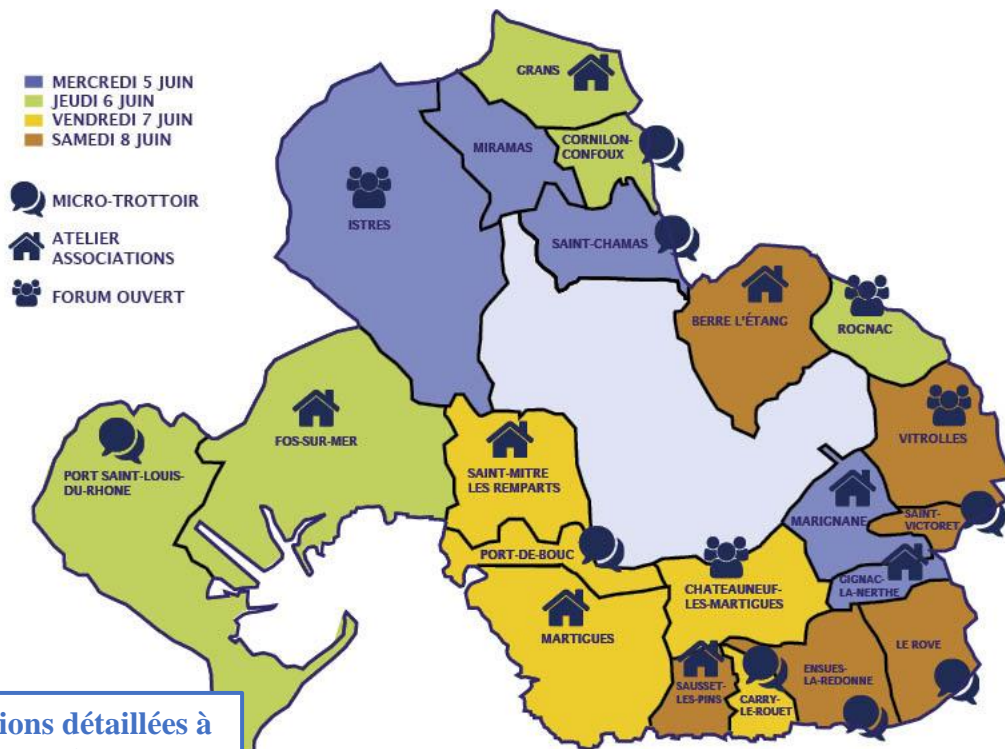 MERCREDI 5 JUIN
JEUDI 6 JUIN
VENDREDI 7 JUIN
SAMEDI 8 JUIN
MICRO-TROTTOIR
ATELIER
ASSOCIATIONS
FORUM OUVERT
GRANS
CORNILON-
CONFOUX
MIRAMAS
ISTRES
SAINT-CHAMAS
BERRE L'ÉTANG
ROGNAC
VITROLLES
FOS-SUR-MER
PORT SAINT-LOUIS-
DU-RHONE
SAINT-MITRE
LES REMPARTS
MARIGNANE
SAINT-
VICTORET
PORT-DE-BOUC
GIGNAC-
LA-NERTHE
CHATEAUNEUF-
LES-MARTIGUES
MARTIGUES
LE ROVE
ENSUES-
LA-REDONNE
SAUSSET-
LES-PINS
CARRY-
LE-ROUET
ions détaillées à